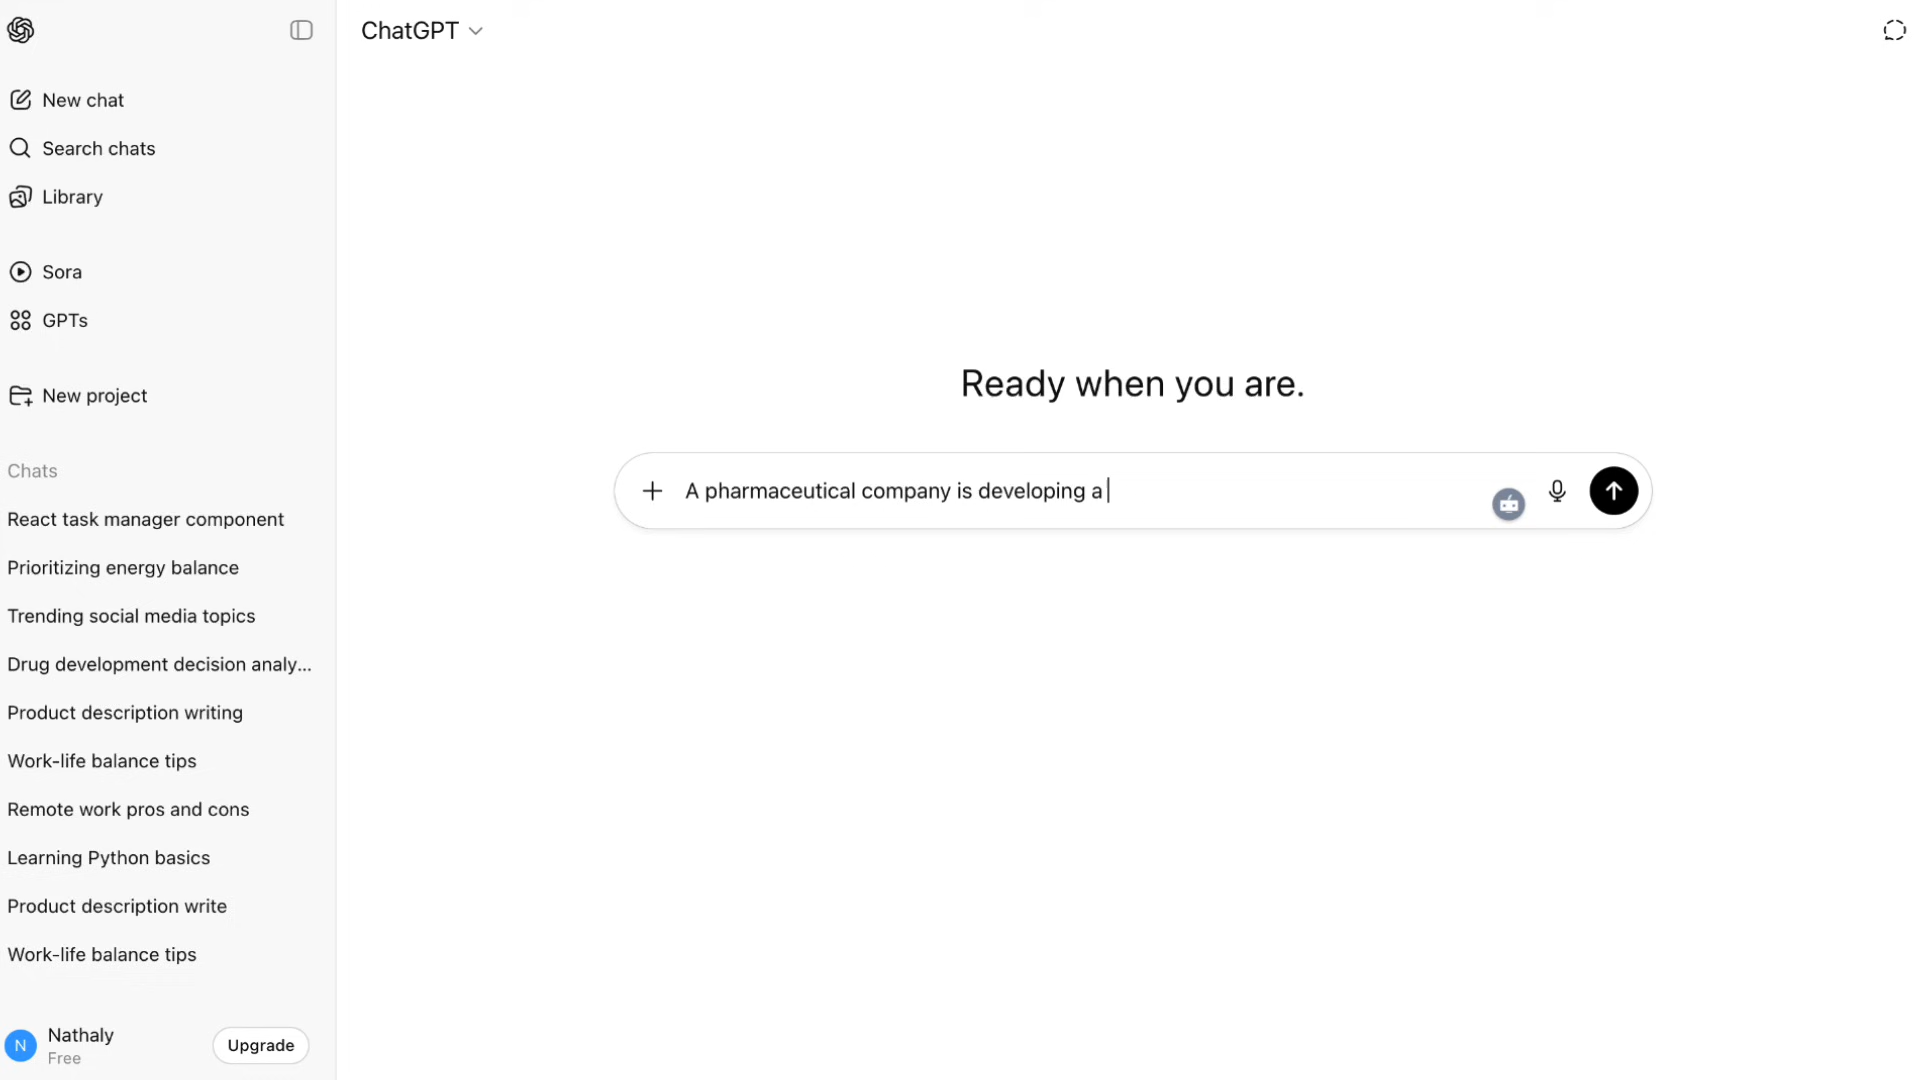 ChatGPT
New chat
Search chats
Library
Sora
GPTs
New project
Chats
React task manager component
Prioritizing energy balance
Trending social media topics
Drug development decision analy...
Product description writing
Work-life balance tips
Remote work pros and cons
Learning Python basics
Product description write
Work-life balance tips
N
Nathaly
Free
Upgrade
Ready when you are.
A pharmaceutical company is developing a